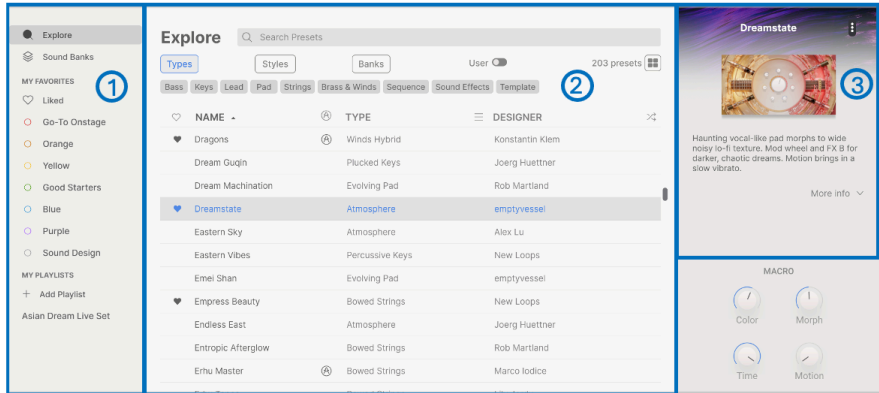 Explore
Sound Banks
MY FAVORITES
Liked
Go-To Onstage
Orange
Yellow
Good Starters
Blue
Purple
Sound Design
MY PLAYLISTS
+ Add Playlist
Asian Dream Live Set
1
Explore
Search Presets
Types Styles Banks User 203 presets
Bass Keys Lead Pad Strings Brass & Winds Sequence Sound Effects Template
2
NAME TYPE DESIGNER
Dragons Winds Hybrid Konstantin Klem
Dream Guqin Plucked Keys Joerg Huettner
Dream Machination Evolving Pad Rob Martland
Dreamstate Atmosphere emptyvessel
Eastern Sky Atmosphere Alex Lu
Eastern Vibes Percussive Keys New Loops
Emei Shan Evolving Pad emptyvessel
Empress Beauty Bowed Strings New Loops
Endless East Atmosphere Joerg Huettner
Entropic Afterglow Bowed Strings Rob Martland
Erhu Master Bowed Strings Marco Iodice
Dreamstate
3
Haunting vocal-like pad morphs to wide
noisy lo-fi texture. Mod wheel and FX B for
darker, chaotic dreams. Motion brings in a
slow vibrato.
More info
MACRO
Color Morph
Time Motion